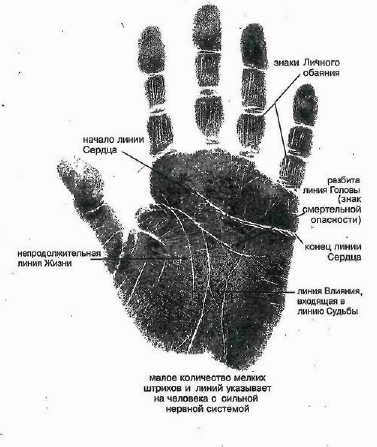 знаки Личного
обаяния
начало линии
Сердца
разбита
линия Головы
(знак
смертельной
опасности)
конец линии
Сердца
непродолжительная
линия Жизни
линия Влияния,
входящая в
линию Судьбы
малое количество мелких
штрихов и линий указывает
на человека с сильной
нервной системой